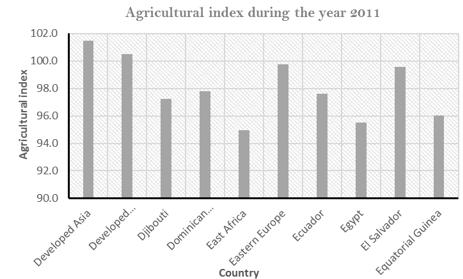 Agricultural index during the year 2011
Agricultural index
102.0
100.0
98.0
96.0
94.0
92.0
90.0
Developed Asia
Developed...
Djibouti
Dominican...
East Africa
Eastern Europe
Ecuador
Egypt
El Salvador
Equatorial Guinea
Country